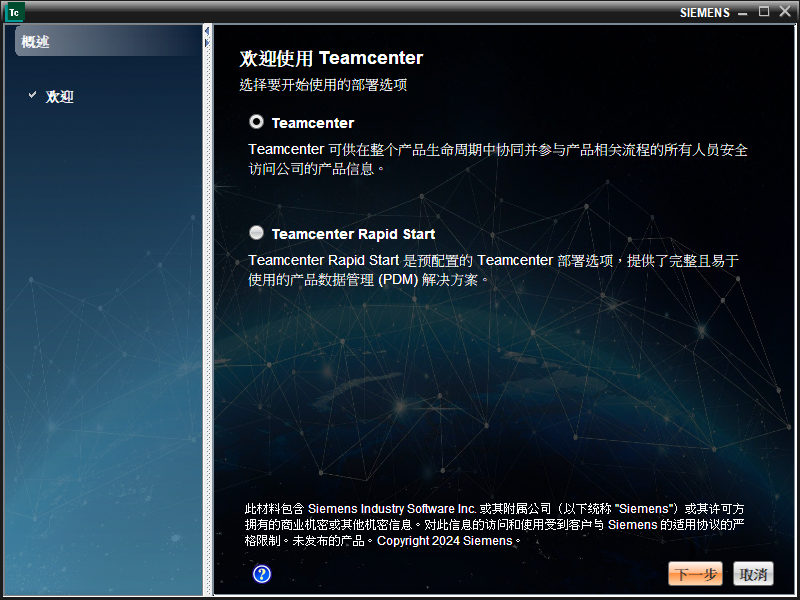 Tc
SIEMENS
概述
欢迎
欢迎使用 Teamcenter
选择要开始使用的部署选项
Teamcenter
Teamcenter 可供在整个产品生命周期中协同并参与产品相关流程的所有人员安全
访问公司的产品信息。
Teamcenter Rapid Start
Teamcenter Rapid Start 是预配置的 Teamcenter 部署选项，提供了完整且易于
使用的产品数据管理 (PDM) 解决方案。
此材料包含 Siemens Industry Software Inc. 或其附属公司（以下统称 "Siemens"）或其许可方
拥有的商业机密或其他机密信息。对此信息的访问和使用受到客户与 Siemens 的适用协议的严
格限制。未发布的产品。Copyright 2024 Siemens。
?
下一步
取消